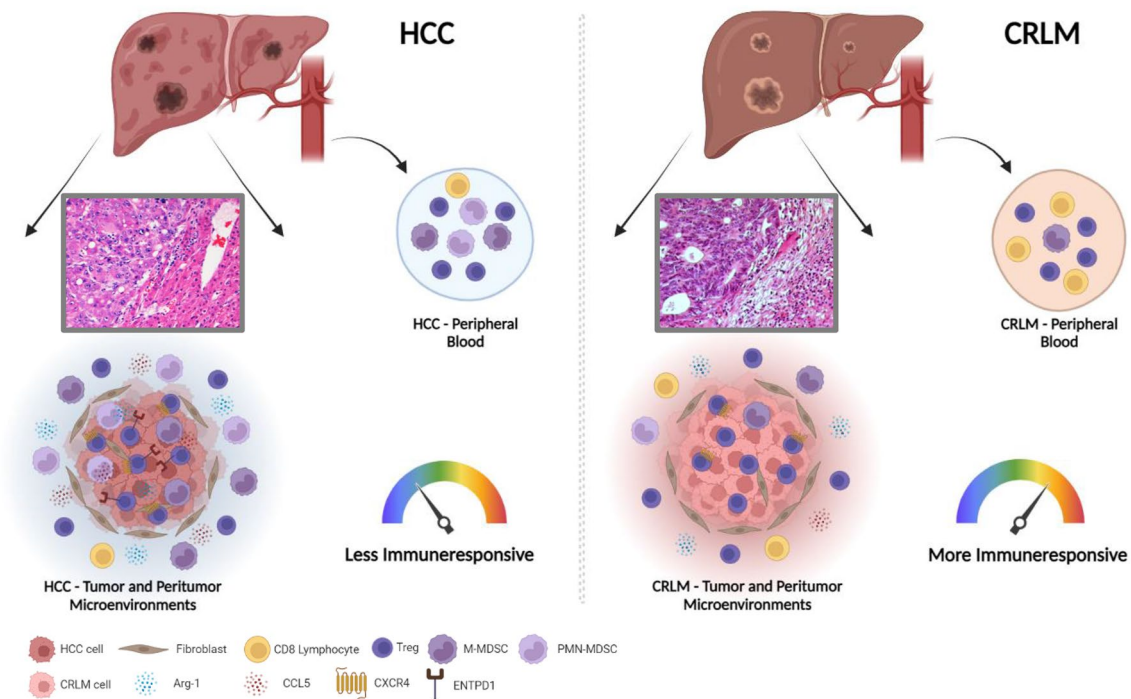 HCC
HCC - Peripheral
Blood
Less Immuneresponsive
HCC - Tumor and Peritumor
Microenvironments
CRLM
CRLM - Peripheral
Blood
More Immuneresponsive
CRLM - Tumor and Peritumor
Microenvironments
HCC cell
Fibroblast
CD8 Lymphocyte
Treg
M-MDSC
PMN-MDSC
CRLM cell
Arg-1
CCL5
CXCR4
ENTPD1